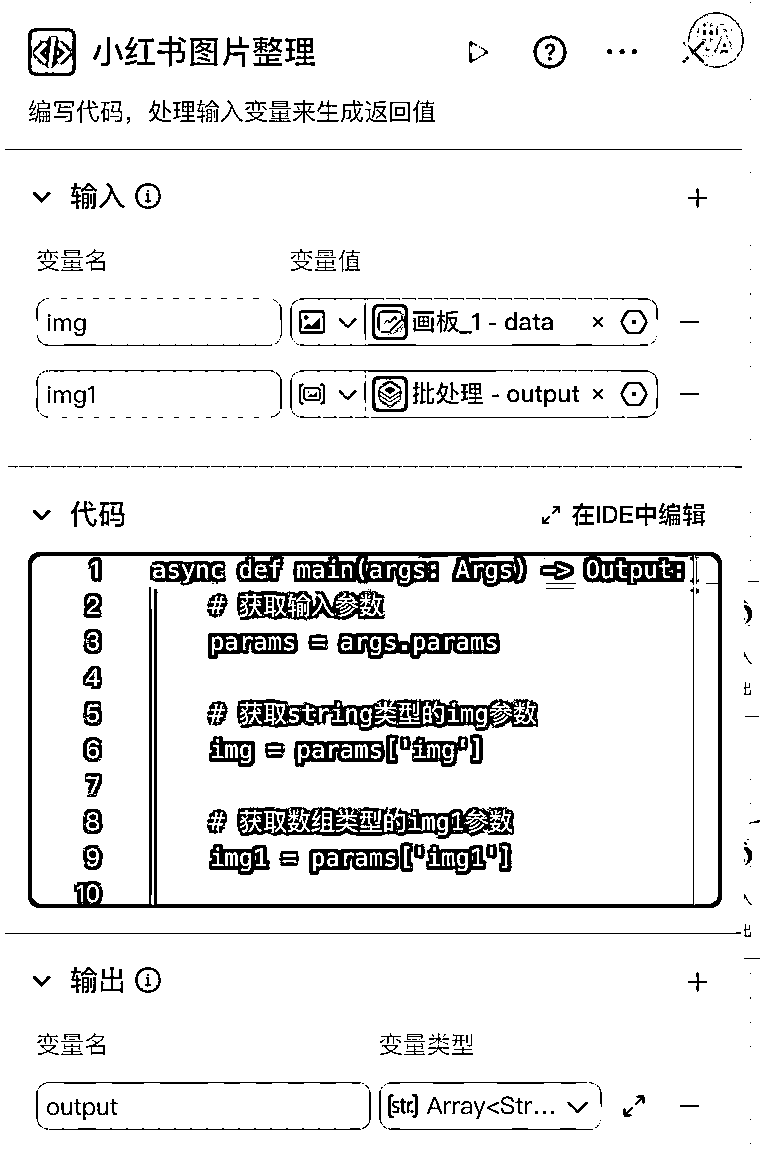 小红书图片整理
编写代码，处理输入变量来生成返回值
输入
变量名 变量值
img 画板_1 - data
img1 批处理 - output
代码 在IDE中编辑
1 async def main(args: Args) -> Output:
2 # 获取输入参数
3 params = args.params
4
5 # 获取string类型的img参数
6 img = params['img']
7
8 # 获取数组类型的img1参数
9 img1 = params['img1']
10
输出
变量名 变量类型
output [str] Array<Str...